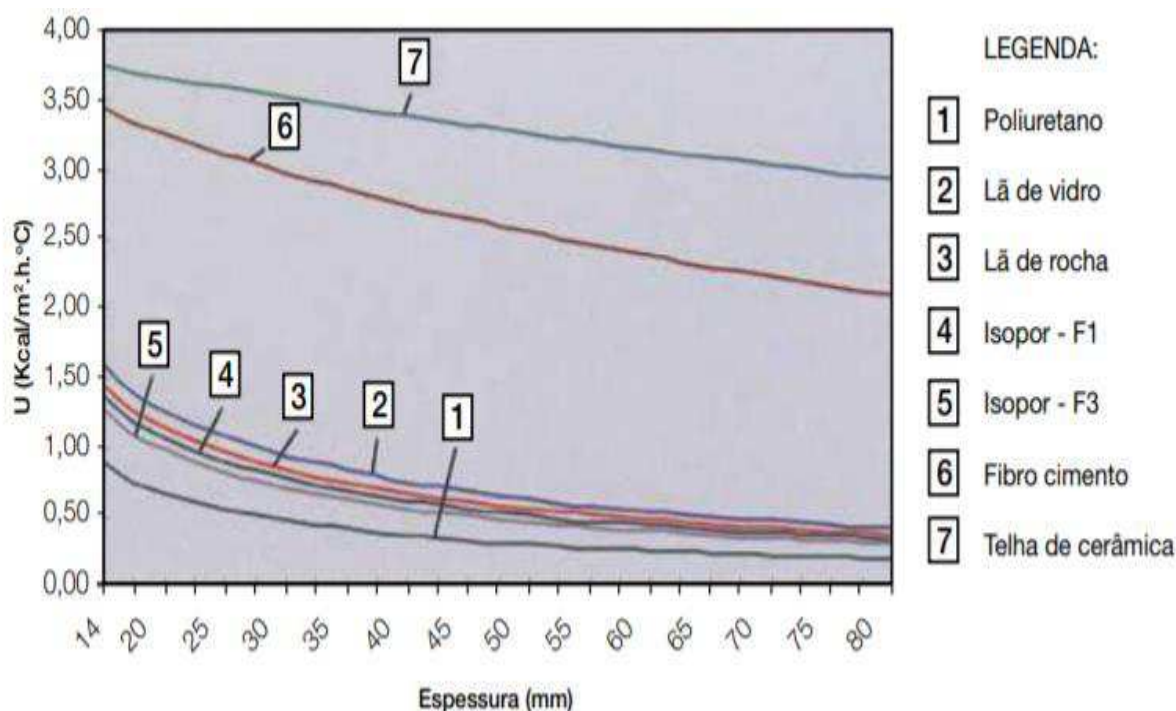 4,00
3,50
3,00
2,50
2,00
1,50
1,00
0,50
0,00
U (Kcal/m².h.°C)
7
6
5
4
3
2
1
14 20 25 30 35 40 45 50 55 60 65 70 75 80
Espessura (mm)
LEGENDA:
1 Poliuretano
2 Lã de vidro
3 Lã de rocha
4 Isopor - F1
5 Isopor - F3
6 Fibro cimento
7 Telha de cerâmica